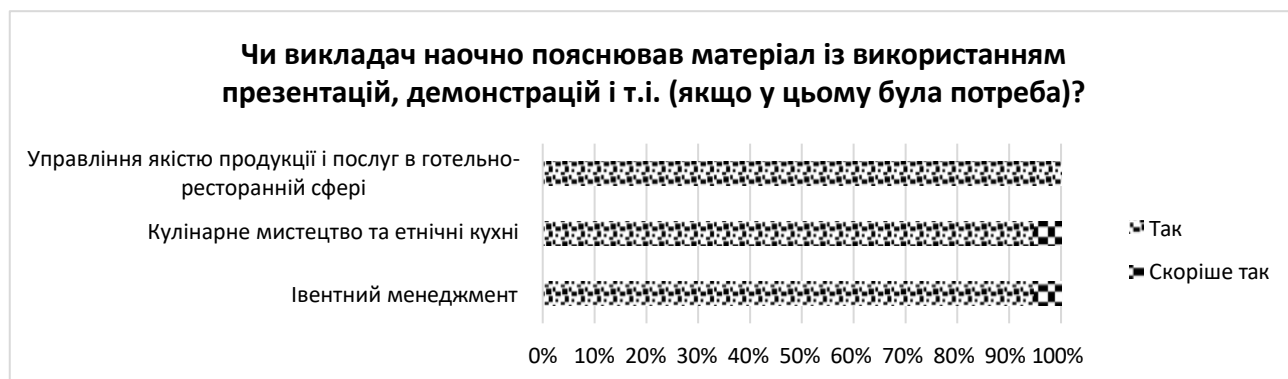 Чи викладач наочно пояснював матеріал із використанням
презентацій, демонстрацій і т.і. (якщо у цьому була потреба)?
Управління якістю продукції і послуг в готельно-
ресторанній сфері
Кулінарне мистецтво та етнічні кухні
Івентний менеджмент
Так
Скоріше так
0% 10% 20% 30% 40% 50% 60% 70% 80% 90% 100%